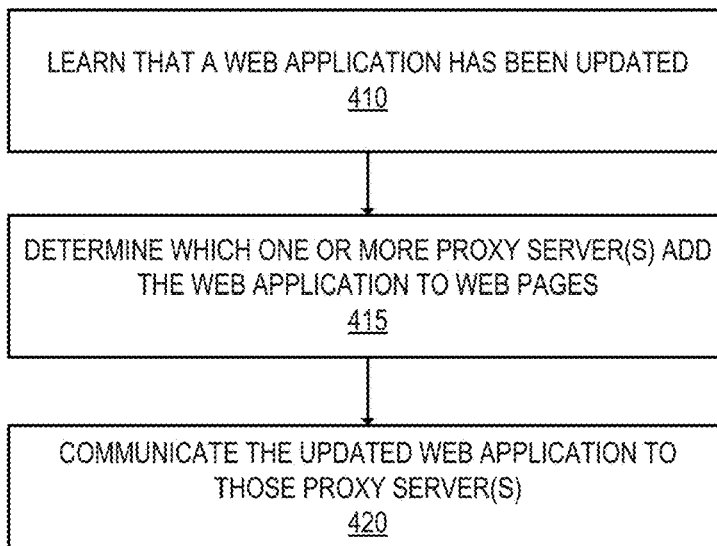 LEARN THAT A WEB APPLICATION HAS BEEN UPDATED
410
DETERMINE WHICH ONE OR MORE PROXY SERVER(S) ADD
THE WEB APPLICATION TO WEB PAGES
415
COMMUNICATE THE UPDATED WEB APPLICATION TO
THOSE PROXY SERVER(S)
420